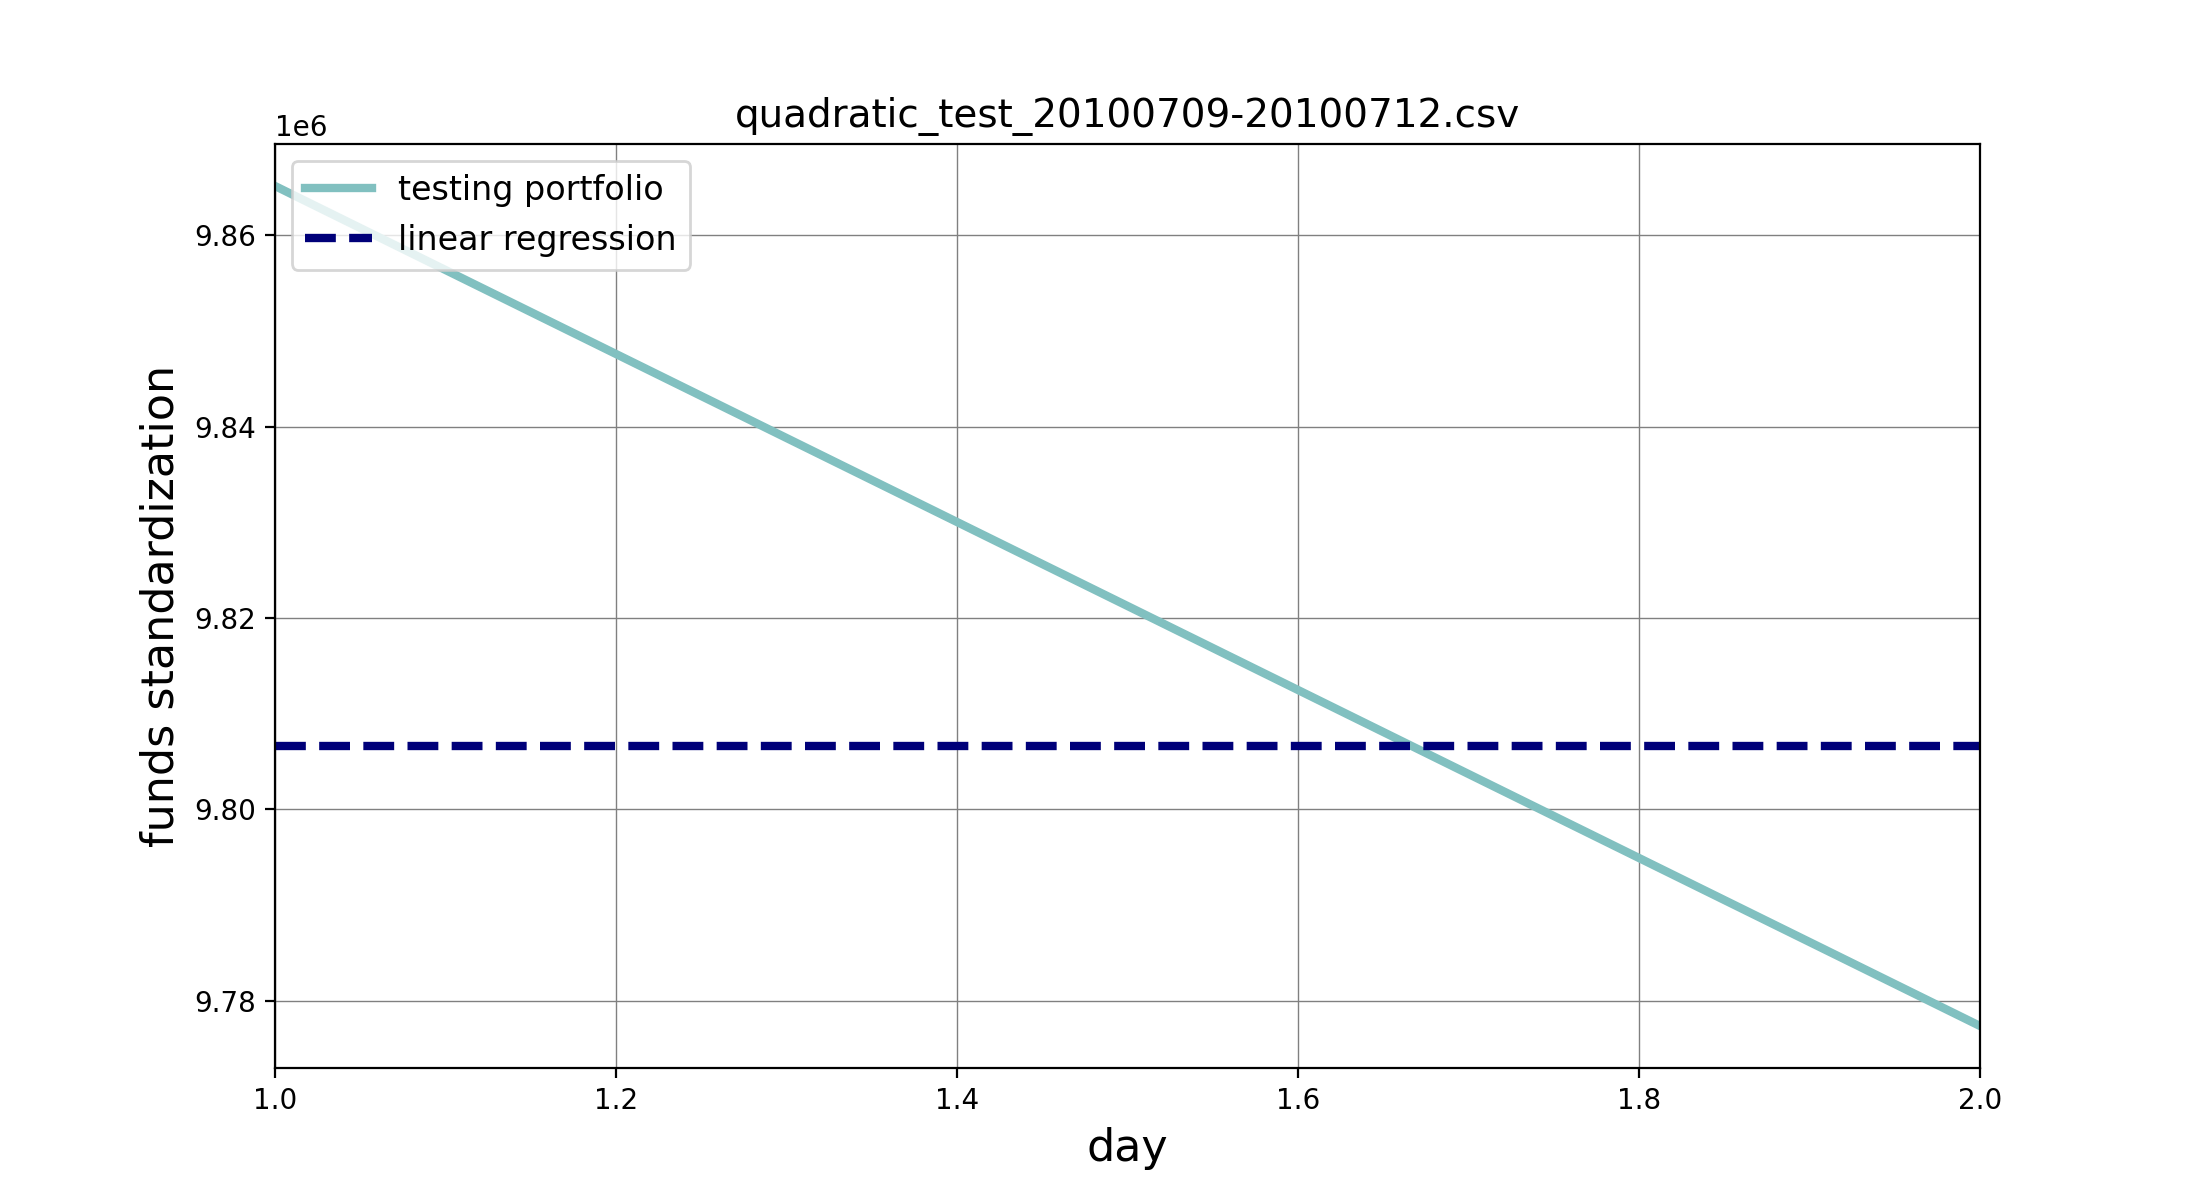 quadratic_test_20100709-20100712.csv
1e6
testing portfolio
linear regression
9.86
9.84
9.82
9.80
9.78
funds standardization
1.0 1.2 1.4 1.6 1.8 2.0
day